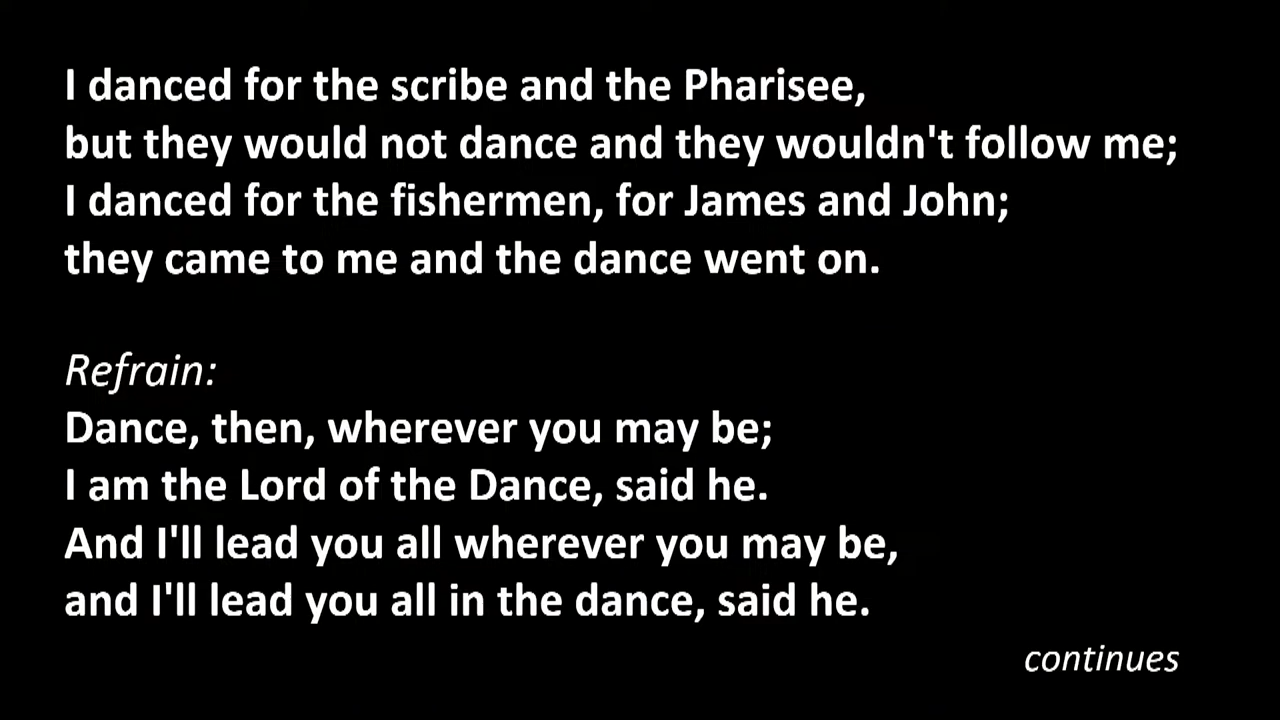 I danced for the scribe and the Pharisee,
but they would not dance and they wouldn't follow me;
I danced for the fishermen, for James and John;
they came to me and the dance went on.
Refrain:
Dance, then, wherever you may be;
I am the Lord of the Dance, said he.
And I'll lead you all wherever you may be,
and I'll lead you all in the dance, said he.
continues